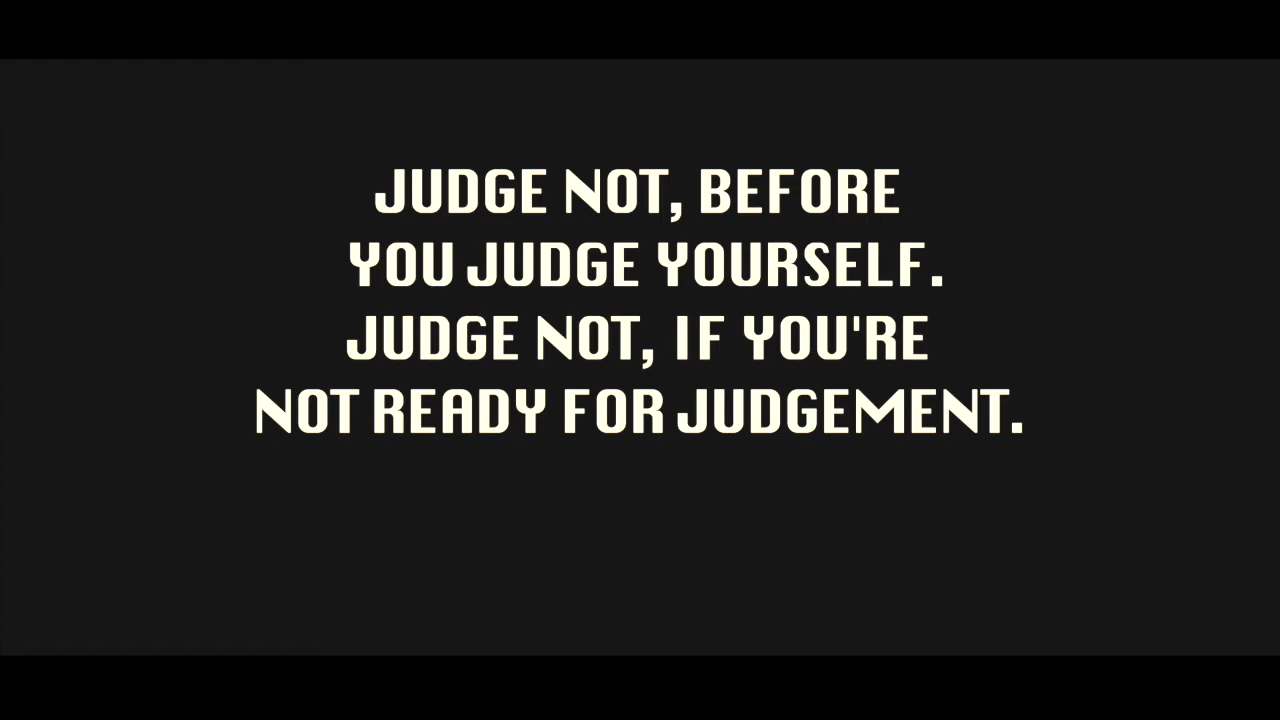 JUDGE NOT, BEFORE
YOU JUDGE YOURSELF.
JUDGE NOT, IF YOU'RE
NOT READY FOR JUDGEMENT.